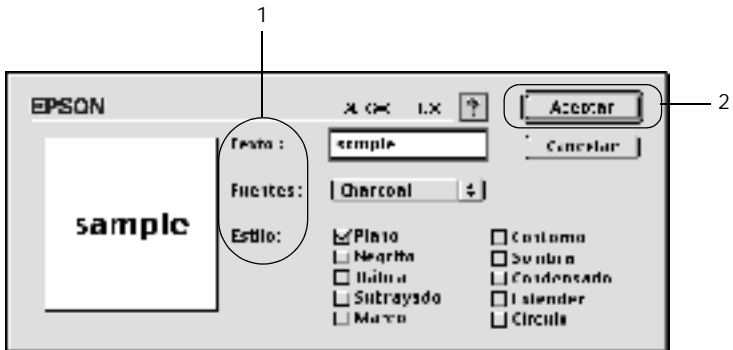 1
EPSON
Aceptar
2
Texto :
sample
Cancelar
Fuentes:
Charcoal
sample
Estilo:
Plano
Contorno
Negrita
Sombra
Itálica
Condensado
Subrayado
Extender
Marco
Círculo